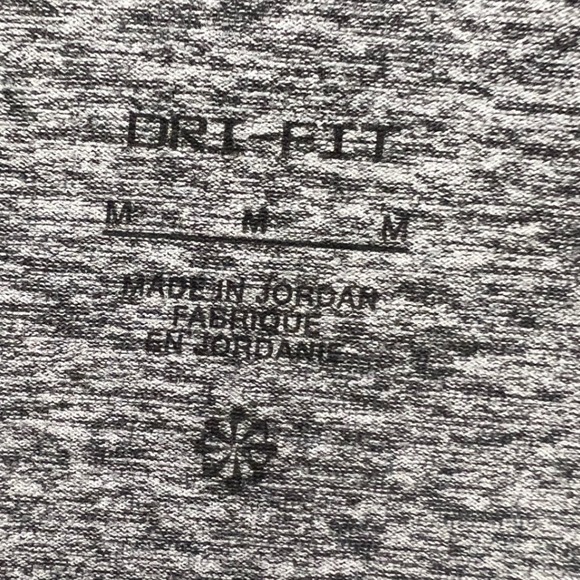 DRI-FIT
M M M
MADE IN JORDAN
FABRIQUE
EN JORDANIE